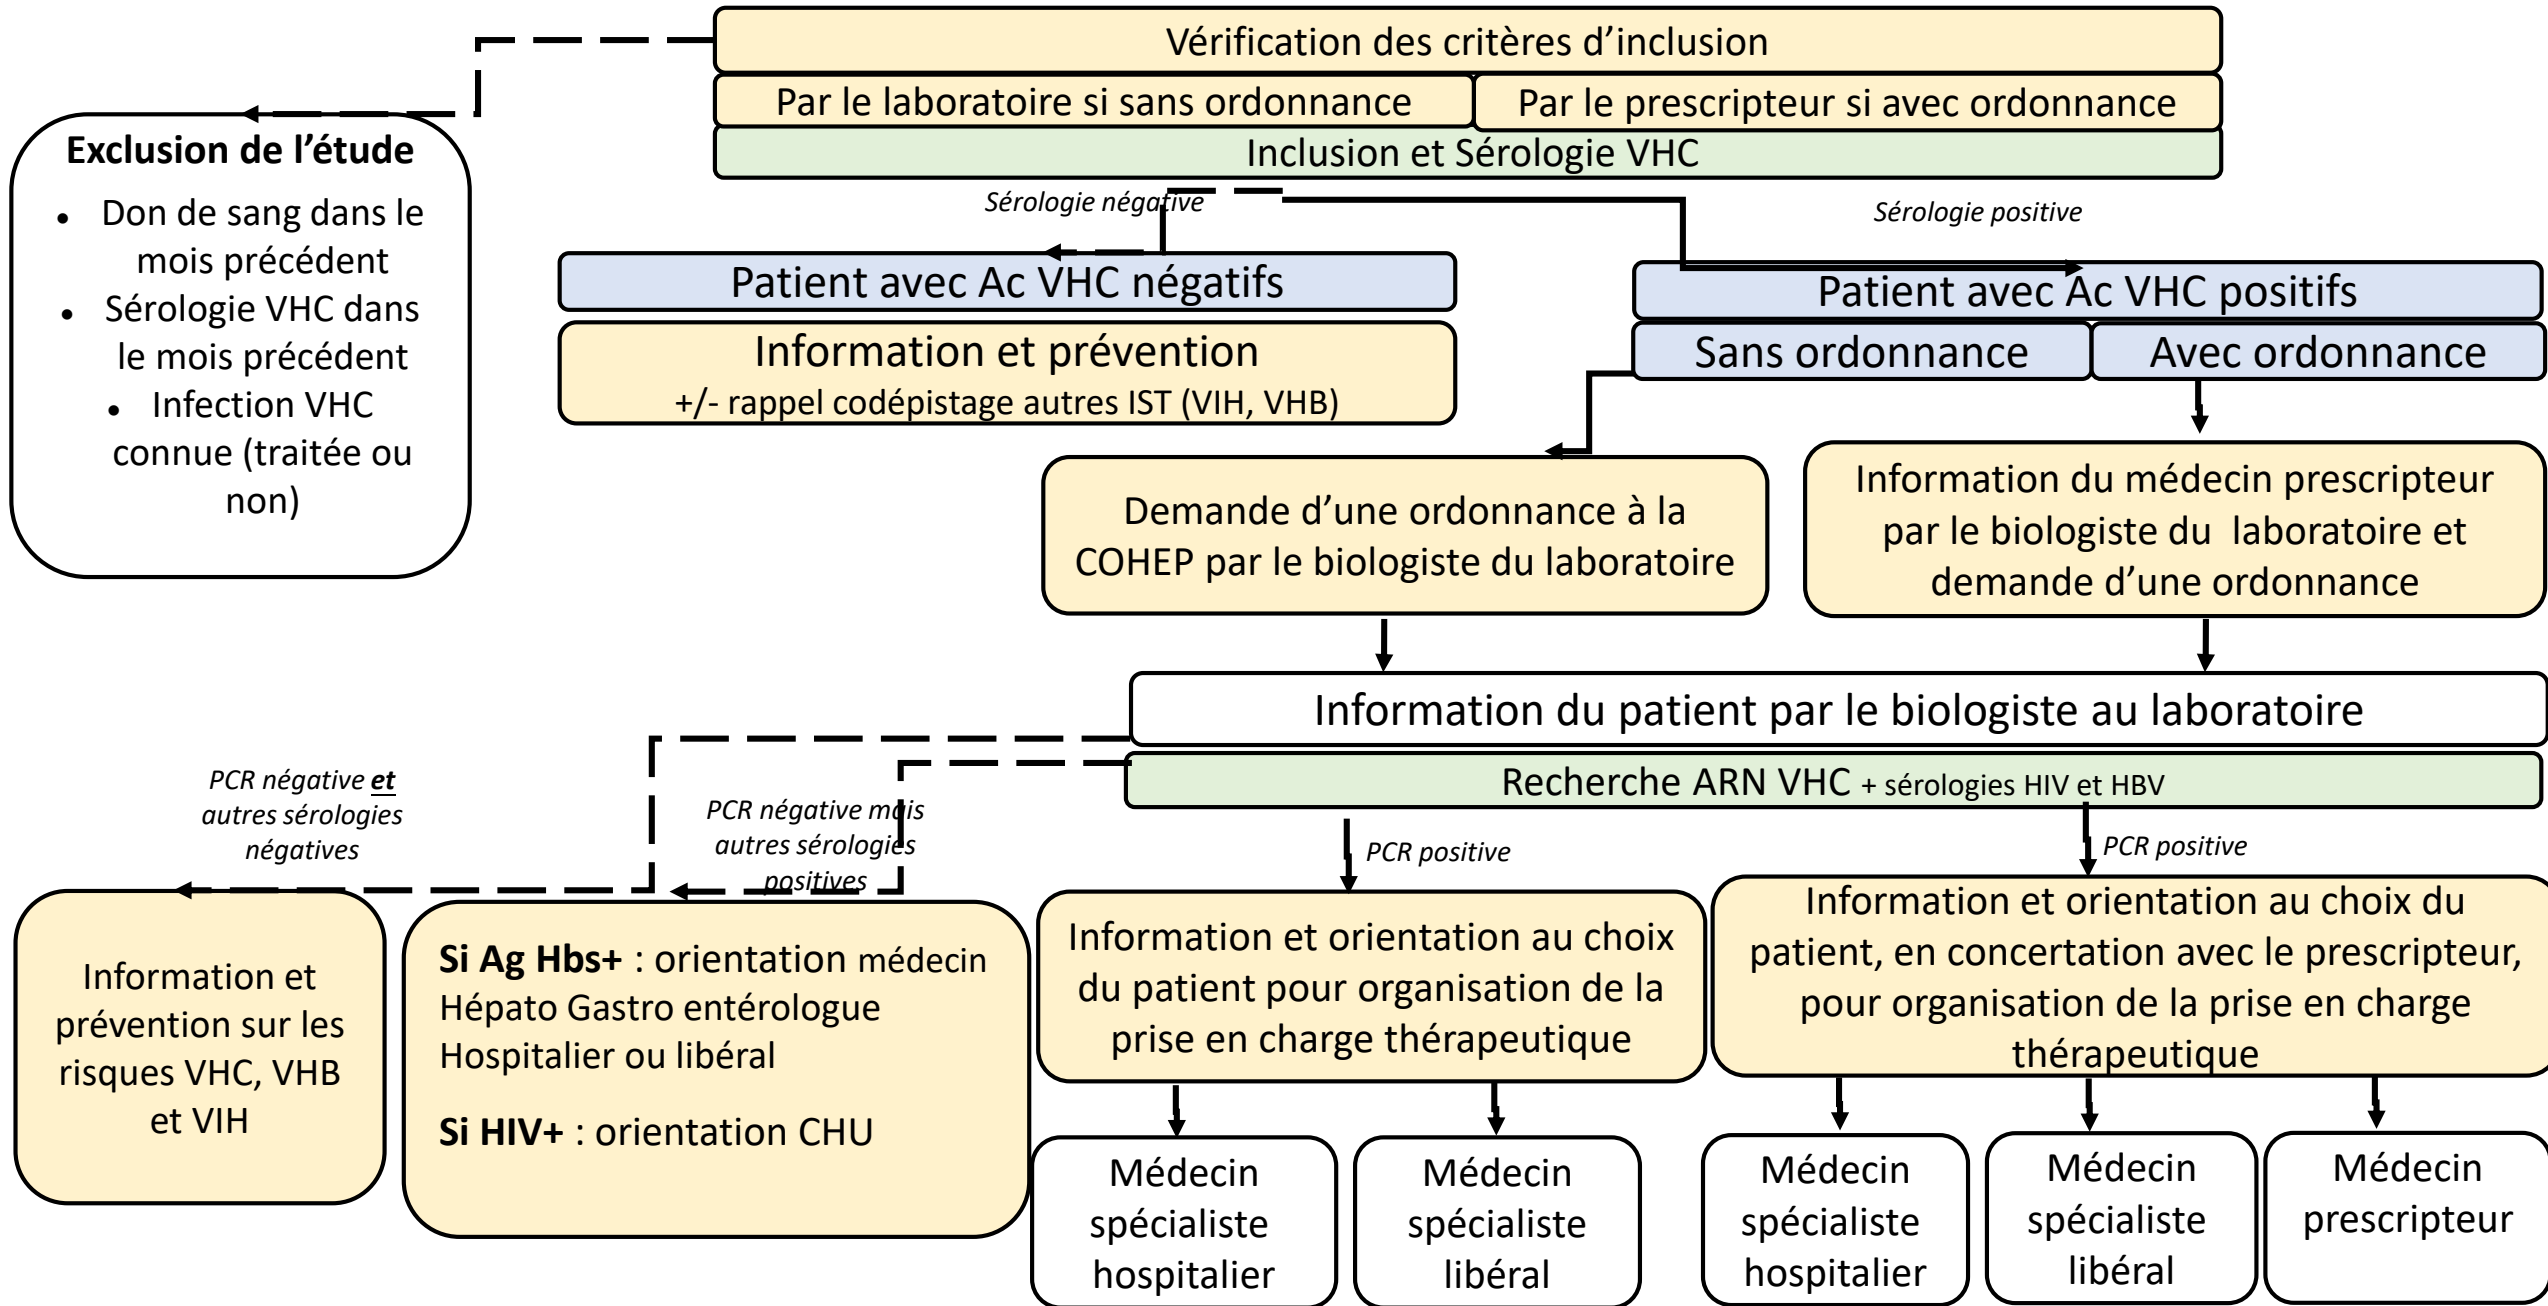 Vérification des critères d’inclusion
Par le laboratoire si sans ordonnance
Par le prescripteur si avec ordonnance
Inclusion et Sérologie VHC
Exclusion de l’étude
• Don de sang dans le
mois précédent
• Sérologie VHC dans
le mois précédent
• Infection VHC
connue (traitée ou
non)
Sérologie négative
Sérologie positive
Patient avec Ac VHC négatifs
Information et prévention
+/- rappel codépistage autres IST (VIH, VHB)
Patient avec Ac VHC positifs
Sans ordonnance
Avec ordonnance
Demande d’une ordonnance à la
COHEP par le biologiste du laboratoire
Information du médecin prescripteur
par le biologiste du laboratoire et
demande d’une ordonnance
Information du patient par le biologiste au laboratoire
Recherche ARN VHC + sérologies HIV et HBV
PCR négative et
autres sérologies
négatives
PCR négative mais
autres sérologies
positives
PCR positive
PCR positive
Information et
prévention sur les
risques VHC, VHB
et VIH
Si Ag Hbs+ : orientation médecin
Hépato Gastro entérologue
Hospitalier ou libéral
Si HIV+ : orientation CHU
Information et orientation au choix
du patient pour organisation de la
prise en charge thérapeutique
Information et orientation au choix du
patient, en concertation avec le prescripteur,
pour organisation de la prise en charge
thérapeutique
Médecin
spécialiste
hospitalier
Médecin
spécialiste
libéral
Médecin
spécialiste
hospitalier
Médecin
spécialiste
libéral
Médecin
prescripteur